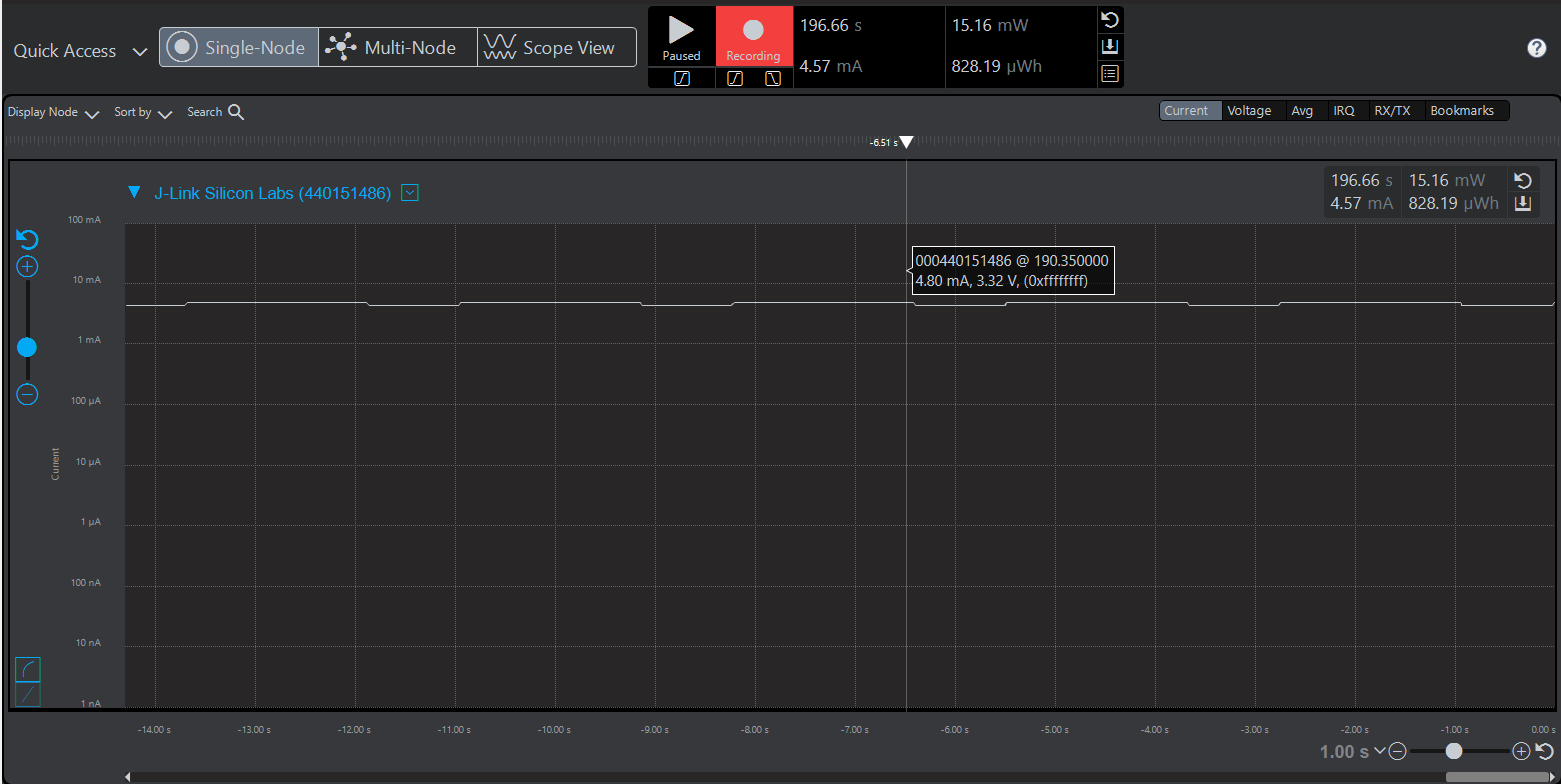 Quick Access
Single-Node
Multi-Node
Scope View
Paused
Recording
196.66 s
4.57 mA
15.16 mW
828.19 µWh
Display Node
Sort by
Search
Current
Voltage
Avg
IRQ
RX/TX
Bookmarks
-6.51 s
J-Link Silicon Labs (440151486)
196.66 s 15.16 mW
4.57 mA 828.19 µWh
000440151486 @ 190.350000
4.80 mA, 3.32 V, (0xffffffff)
100 mA
10 mA
1 mA
100 µA
10 µA
1 µA
100 nA
10 nA
1 nA
Current
-14.00 s -13.00 s -12.00 s -11.00 s -10.00 s -9.00 s -8.00 s -7.00 s -6.00 s -5.00 s -4.00 s -3.00 s -2.00 s -1.00 s 0.00 s
1.00 s